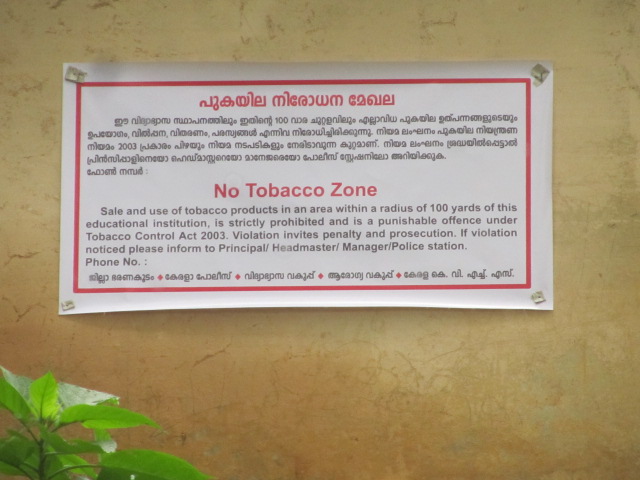 പുകയില നിരോധന മേഖല
ഈ വിദ്യാഭ്യാസ സ്ഥാപനത്തിലും ഇതിന്റെ 100 വാര ചുറ്റളവിലും എല്ലാവിധ പുകയില ഉത്പന്നങ്ങളുടെയും
ഉപയോഗം, വിൽപ്പന, വിതരണം, പരസ്യങ്ങൾ എന്നിവ നിരോധിച്ചിരിക്കുന്നു. നിയമ ലംഘനം പുകയില നിയന്ത്രണ
നിയമം 2003 പ്രകാരം പിഴയും നിയമ നടപടികളും നേരിടാവുന്ന കുറ്റമാണ്. നിയമ ലംഘനം ശ്രദ്ധയിൽപ്പെട്ടാൽ
പ്രിൻസിപ്പാളിനെയോ ഹെഡ്മാസ്റ്ററെയോ മാനേജരെയോ പോലീസ് സ്റ്റേഷനിലോ അറിയിക്കുക.
ഫോൺ നമ്പർ :
No Tobacco Zone
Sale and use of tobacco products in an area within a radius of 100 yards of this
educational institution, is strictly prohibited and is a punishable offence under
Tobacco Control Act 2003. Violation invites penalty and prosecution. If violation
noticed please inform to Principal/ Headmaster/ Manager/Police station.
Phone No. :
ജില്ലാ ഭരണകൂടം ◆ കേരളാ പോലീസ് ◆ വിദ്യാഭ്യാസ വകുപ്പ് ◆ ആരോഗ്യ വകുപ്പ് ◆ കേരള കെ. വി. എച്ച്. എസ്.